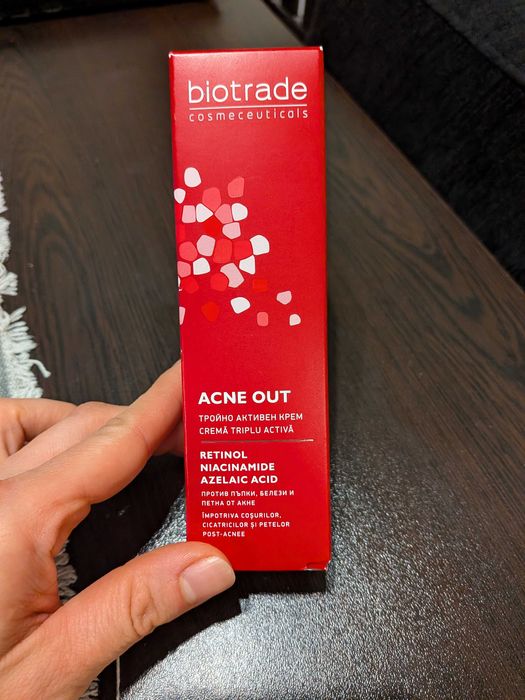 biotrade
cosmeceuticals
ACNE OUT
ТРОЙНО АКТИВЕН КРЕМ
CREMĂ TRIPLU ACTIVĂ
RETINOL
NIACINAMIDE
AZELAIC ACID
ПРОТИВ ПЪПКИ, БЕЛЕЗИ И
ПЕТНА ОТ АКНЕ
ÎMPOTRIVA COȘURILOR,
CICATRICILOR ȘI PETELOR
POST-ACNEE